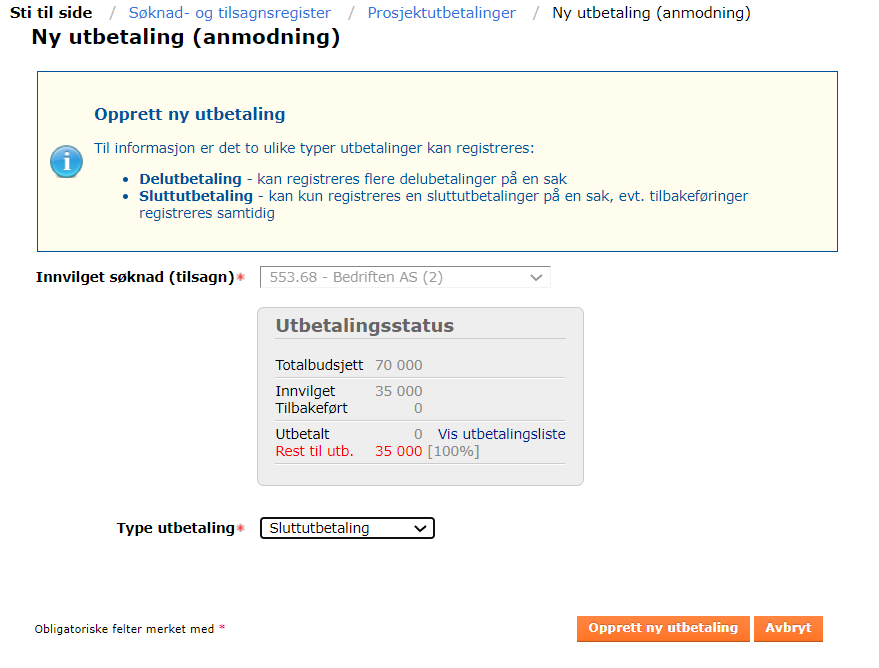 Sti til side / Søknad- og tilsagnsregister / Prosjektutbetalinger / Ny utbetaling (anmodning)
Ny utbetaling (anmodning)
Opprett ny utbetaling
Til informasjon er det to ulike typer utbetalinger kan registreres:
• Delutbetaling - kan registreres flere delubetalinger på en sak
• Sluttutbetaling - kan kun registreres en sluttutbetalinger på en sak, evt. tilbakeføringer
registreres samtidig
Innvilget søknad (tilsagn)* 553.68 - Bedriften AS (2)
Utbetalingsstatus
Totalbudsjett 70 000
Innvilget 35 000
Tilbakeført 0
Utbetalt 0 Vis utbetalingsliste
Rest til utb. 35 000 [100%]
Type utbetaling* Sluttutbetaling
Obligatoriske felter merket med *
Opprett ny utbetaling Avbryt